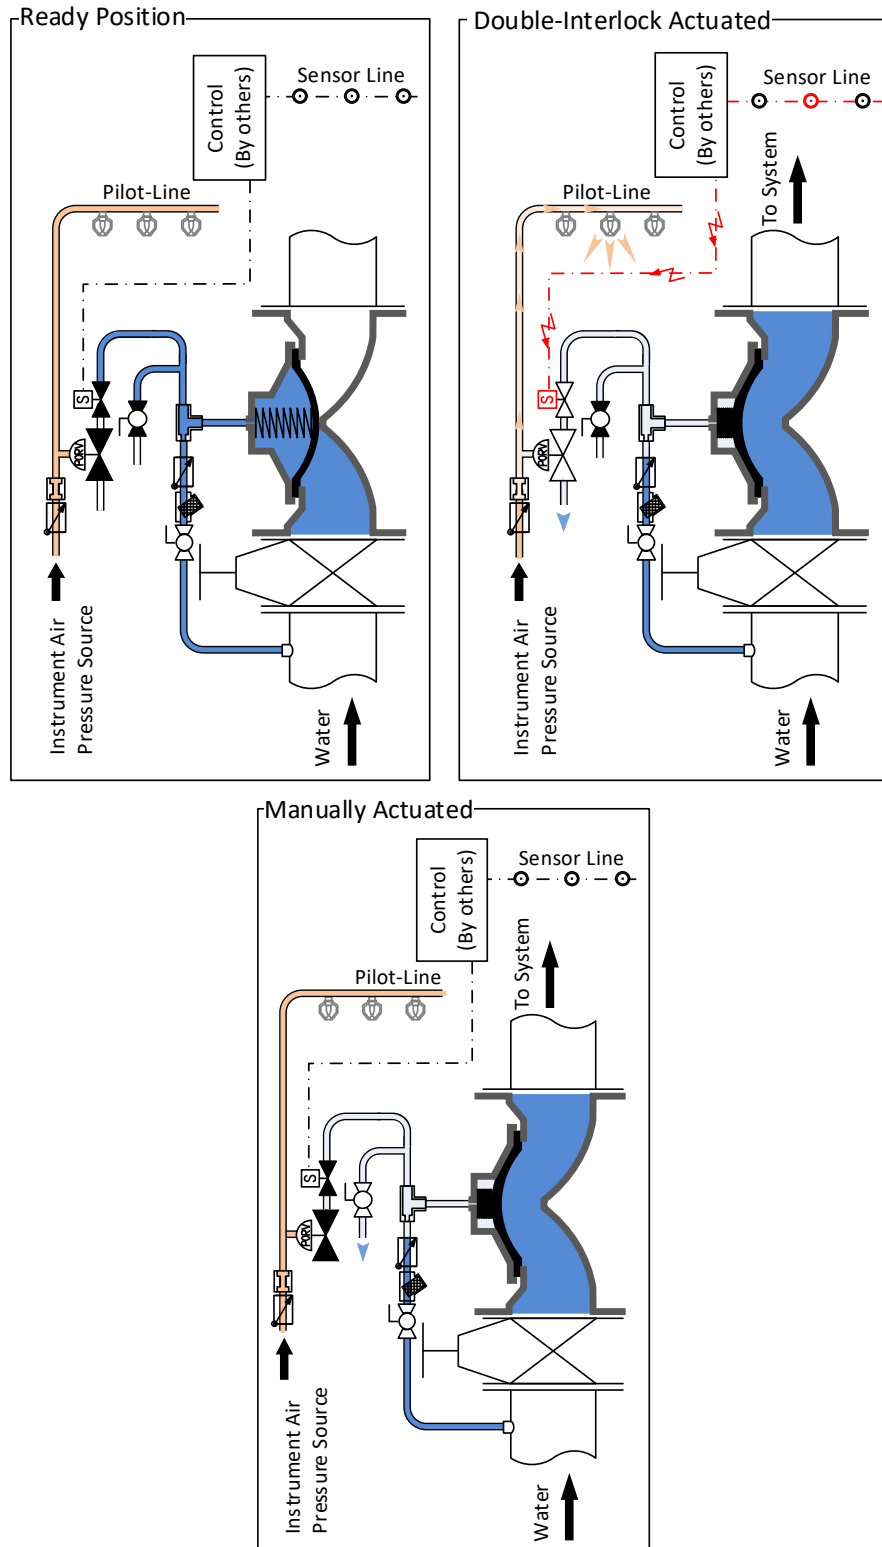 Ready Position
Sensor Line
Control
(By others)
Pilot-Line
S
PORV
Instrument Air
Pressure Source
Water
Double-Interlock Actuated
Sensor Line
Control
(By others)
To System
Pilot-Line
S
PORV
Instrument Air
Pressure Source
Water
Manually Actuated
Sensor Line
Control
(By others)
To System
Pilot-Line
S
PORV
Instrument Air
Pressure Source
Water